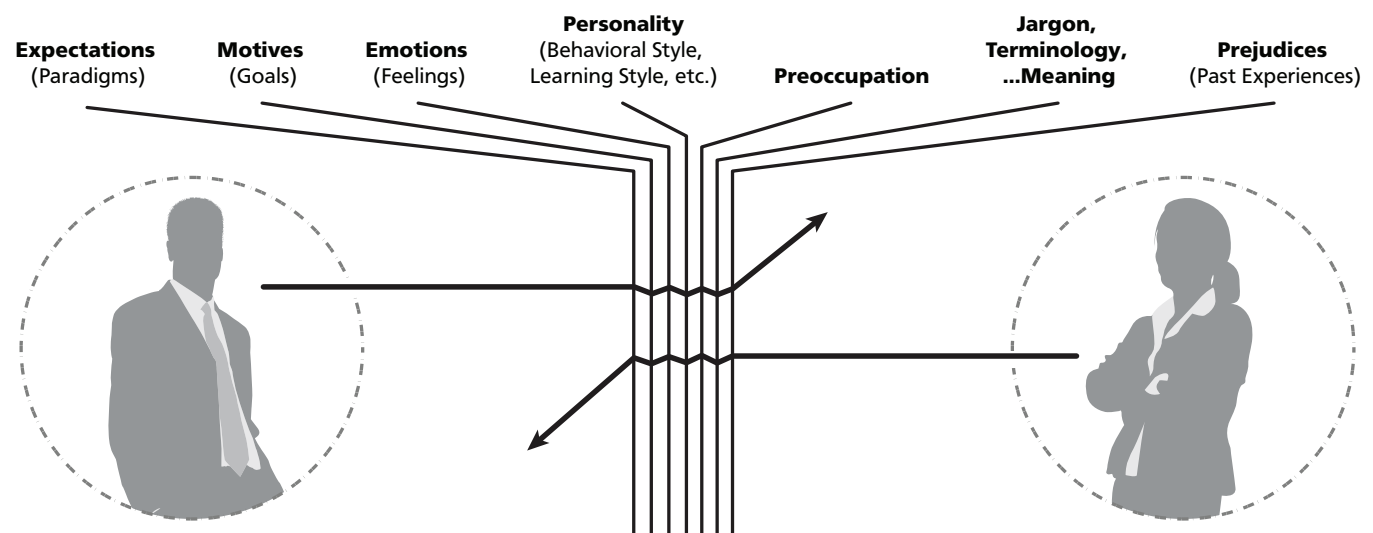 Expectations
(Paradigms)
Motives
(Goals)
Emotions
(Feelings)
Personality
(Behavioral Style,
Learning Style, etc.)
Preoccupation
Jargon,
Terminology,
...Meaning
Prejudices
(Past Experiences)